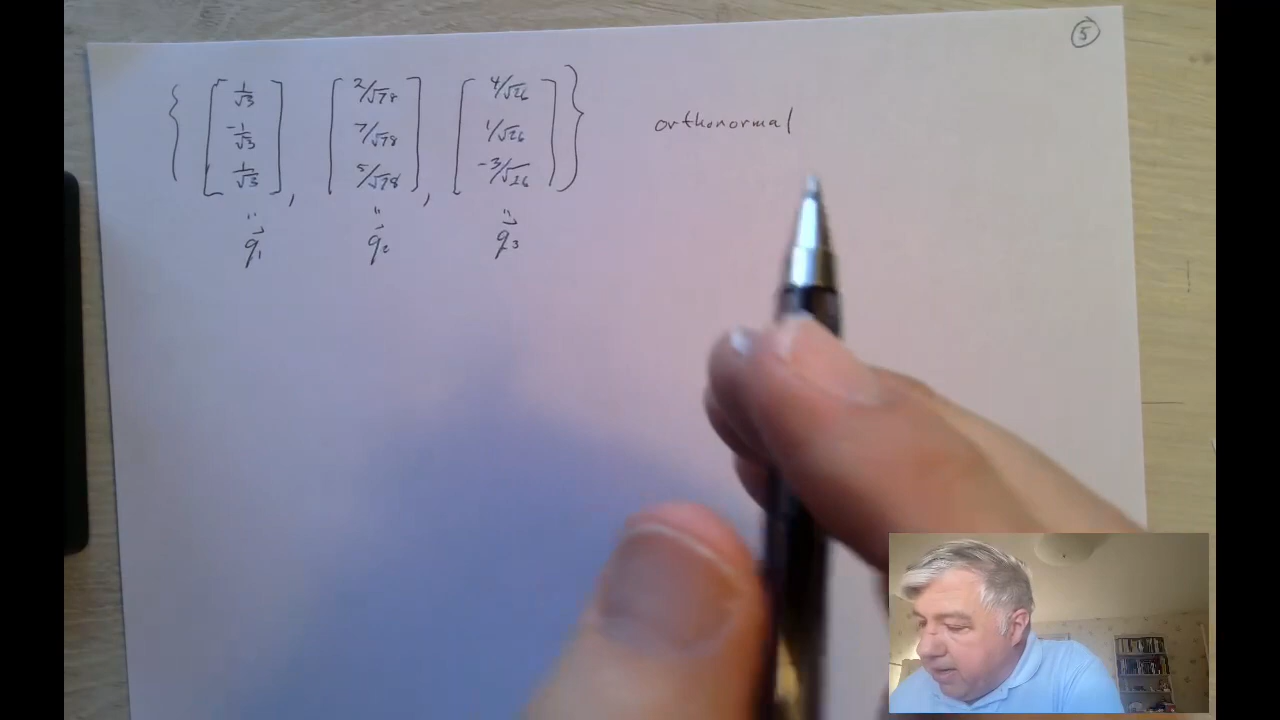 5
{ [ 1/√3 -1/√3 1/√3 ], [ 2/√78 7/√78 5/√78 ], [ 4/√26 1/√26 -3/√26 ] } orthonormal
q⃗₁ q⃗₂ q⃗₃